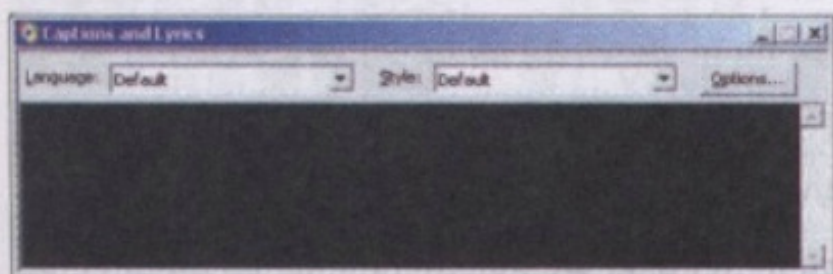 Captions and Lyrics
Language: Default Style: Default Options...